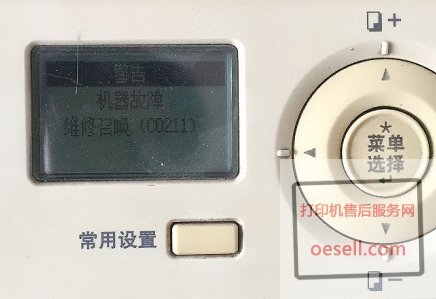 警告
机器故障
维修召唤（C0211）
常用设置
+
*
菜单
选择
打印机售后服务网
oesell.com
-